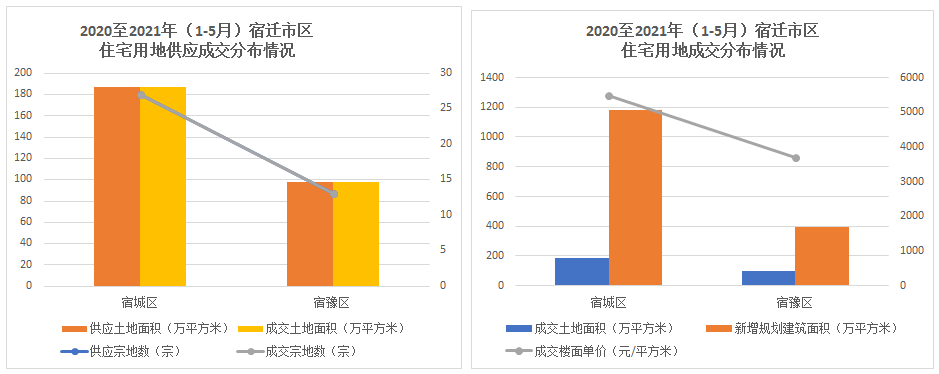 2020至2021年（1-5月）宿迁市区
住宅用地供应成交分布情况
200
180
160
140
120
100
80
60
40
20
0
30
25
20
15
10
5
0
宿城区
宿豫区
供应土地面积（万平方米）
成交土地面积（万平方米）
供应宗地数（宗）
成交宗地数（宗）
2020至2021年（1-5月）宿迁市区
住宅用地成交分布情况
1400
1200
1000
800
600
400
200
0
6000
5000
4000
3000
2000
1000
0
宿城区
宿豫区
成交土地面积（万平方米）
新增规划建筑面积（万平方米）
成交楼面单价（元/平方米）